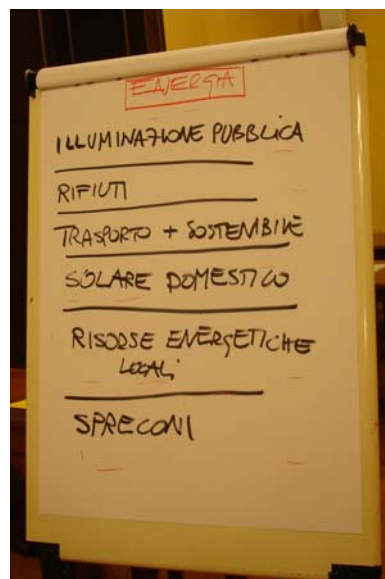 ENERGIA
ILLUMINAZIONE PUBBLICA
RIFIUTI
TRASPORTO + SOSTENIBILE
SOLARE DOMESTICO
RISORSE ENERGETICHE
LOCALI
SPRECONI